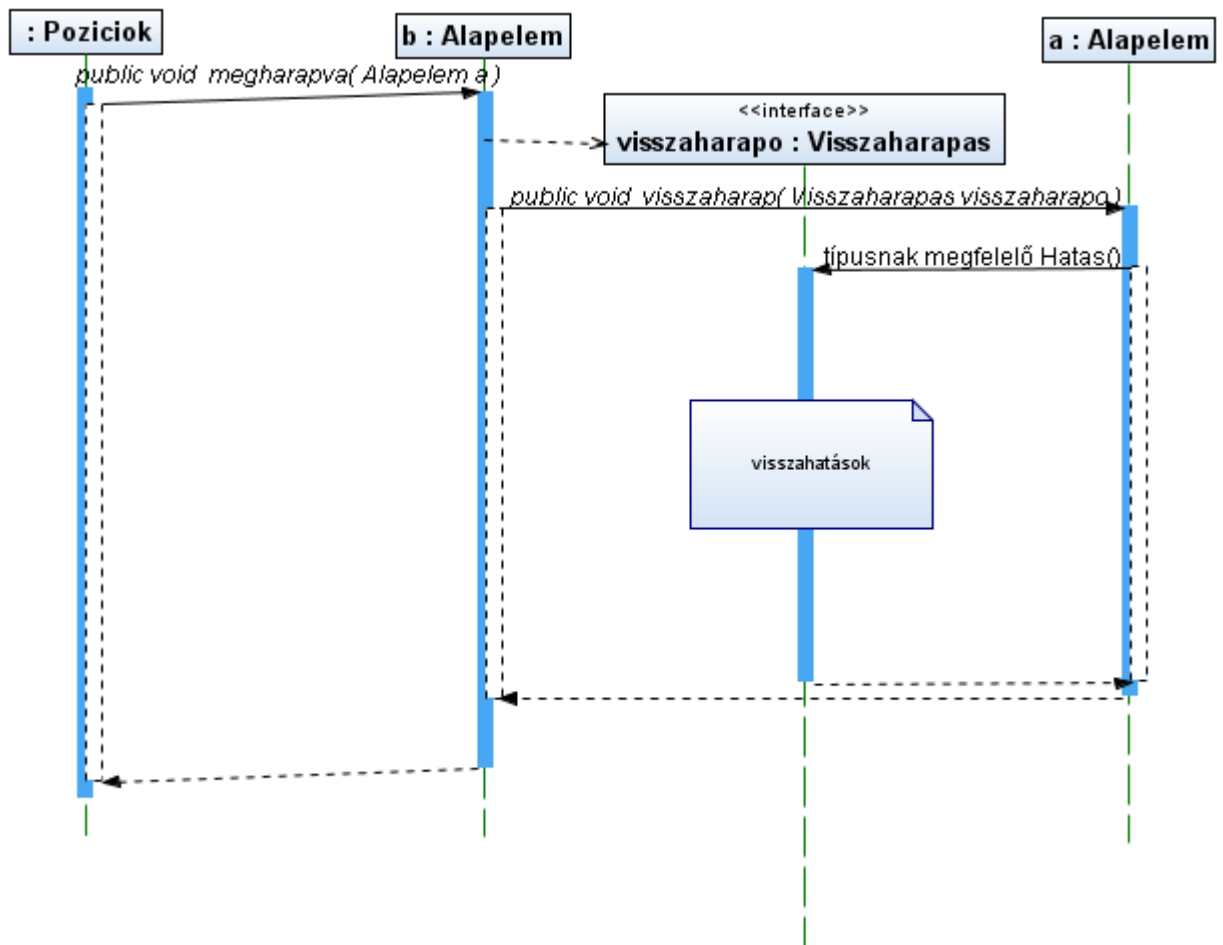 : Poziciok
b : Alapelem
a : Alapelem
public void megharapva( Alapelem a )
<<interface>>
visszaharapo : Visszaharapas
public void visszaharap( Visszaharapas visszaharapo )
típusnak megfelelő Hatas()
visszahatások